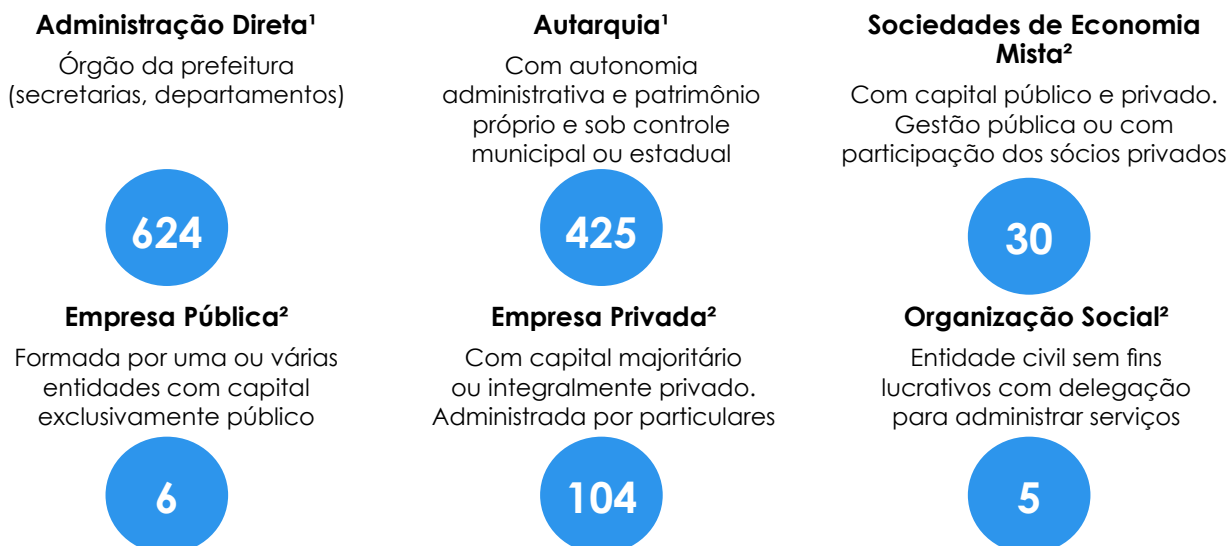 Administração Direta¹
Órgão da prefeitura
(secretarias, departamentos)
624
Autarquia¹
Com autonomia
administrativa e patrimônio
próprio e sob controle
municipal ou estadual
425
Sociedades de Economia
Mista²
Com capital público e privado.
Gestão pública ou com
participação dos sócios privados
30
Empresa Pública²
Formada por uma ou várias
entidades com capital
exclusivamente público
6
Empresa Privada²
Com capital majoritário
ou integralmente privado.
Administrada por particulares
104
Organização Social²
Entidade civil sem fins
lucrativos com delegação
para administrar serviços
5